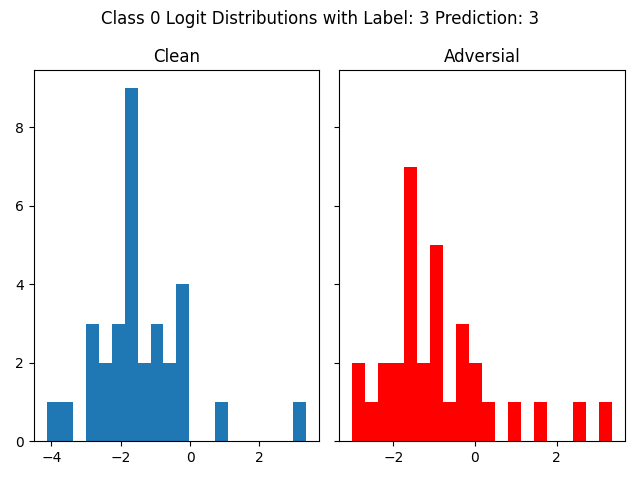 Class 0 Logit Distributions with Label: 3 Prediction: 3
Clean
Adversial
8
6
4
2
0
−4 −2 0 2
−2 0 2